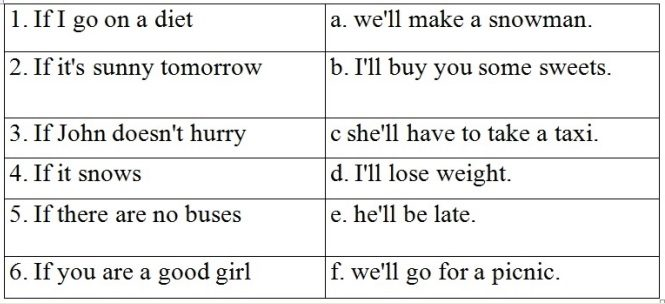 1. If I go on a diet a. we'll make a snowman.
2. If it's sunny tomorrow b. I'll buy you some sweets.
3. If John doesn't hurry c she'll have to take a taxi.
4. If it snows d. I'll lose weight.
5. If there are no buses e. he'll be late.
6. If you are a good girl f. we'll go for a picnic.